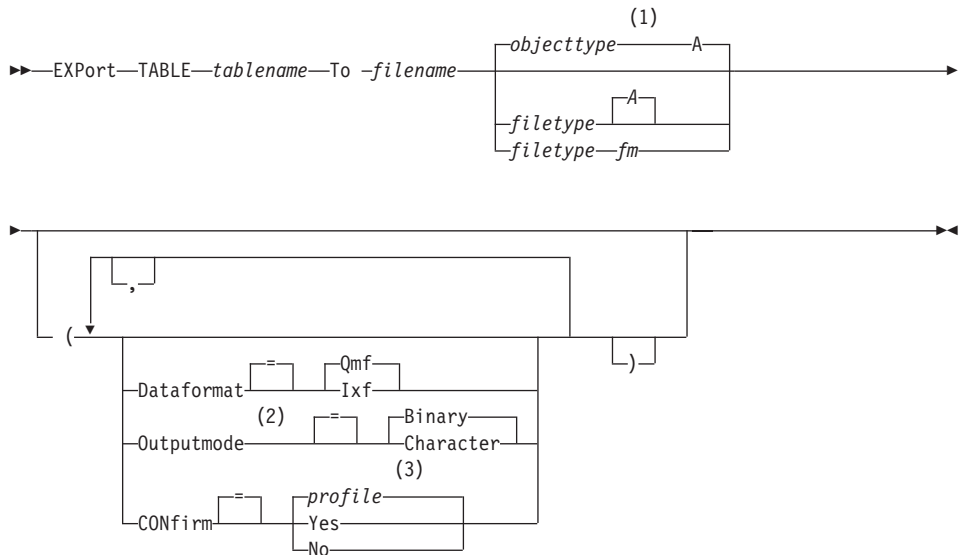 (1)
objecttype A
EXPort TABLE tablename To filename
A
filetype
filetype fm
,
(
)
= Qmf
Dataformat Ixf
(2)
= Binary
Outputmode Character
(3)
= profile
CONfirm Yes
No